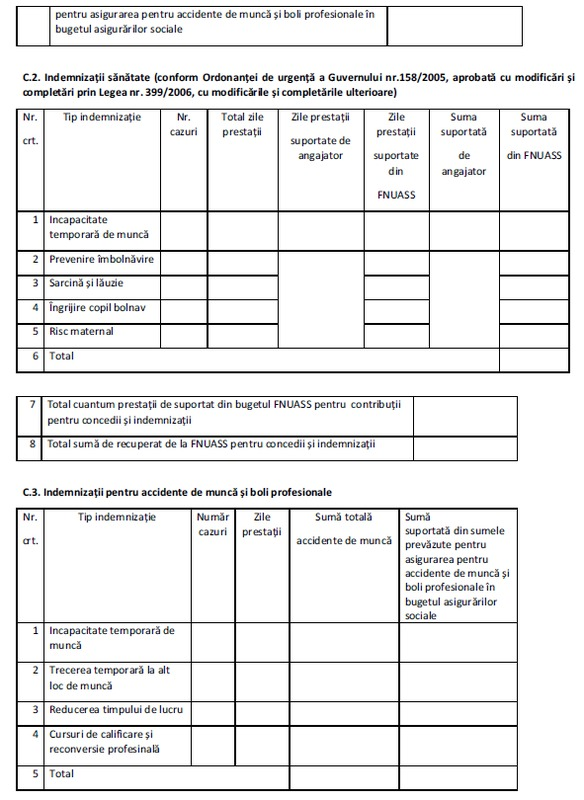 pentru asigurarea pentru accidente de muncă și boli profesionale în
bugetul asigurărilor sociale
C.2. Indemnizații sănătate (conform Ordonanței de urgență a Guvernului nr.158/2005, aprobată cu modificări și
completări prin Legea nr. 399/2006, cu modificările și completările ulterioare)
Nr.
crt.
Tip indemnizație
Nr.
cazuri
Total zile
prestații
Zile prestații
suportate de
angajator
Zile
prestații
suportate
din
FNUASS
Suma
suportată
de
angajator
Suma
suportată
din FNUASS
1 Incapacitate
temporară de muncă
2 Prevenire îmbolnăvire
3 Sarcină și lăuzie
4 Îngrijire copil bolnav
5 Risc maternal
6 Total
7 Total cuantum prestații de suportat din bugetul FNUASS pentru contribuții
pentru concedii și indemnizații
8 Total sumă de recuperat de la FNUASS pentru concedii și indemnizații
C.3. Indemnizații pentru accidente de muncă și boli profesionale
Nr.
crt.
Tip indemnizație
Număr
cazuri
Zile
prestații
Sumă totală
accidente de muncă
Sumă
suportată din sumele
prevăzute pentru
asigurarea pentru
accidente de muncă și
boli profesionale în
bugetul asigurărilor
sociale
1 Incapacitate temporară de
muncă
2 Trecerea temporară la alt
loc de muncă
3 Reducerea timpului de lucru
4 Cursuri de calificare și
reconversie profesinală
5 Total